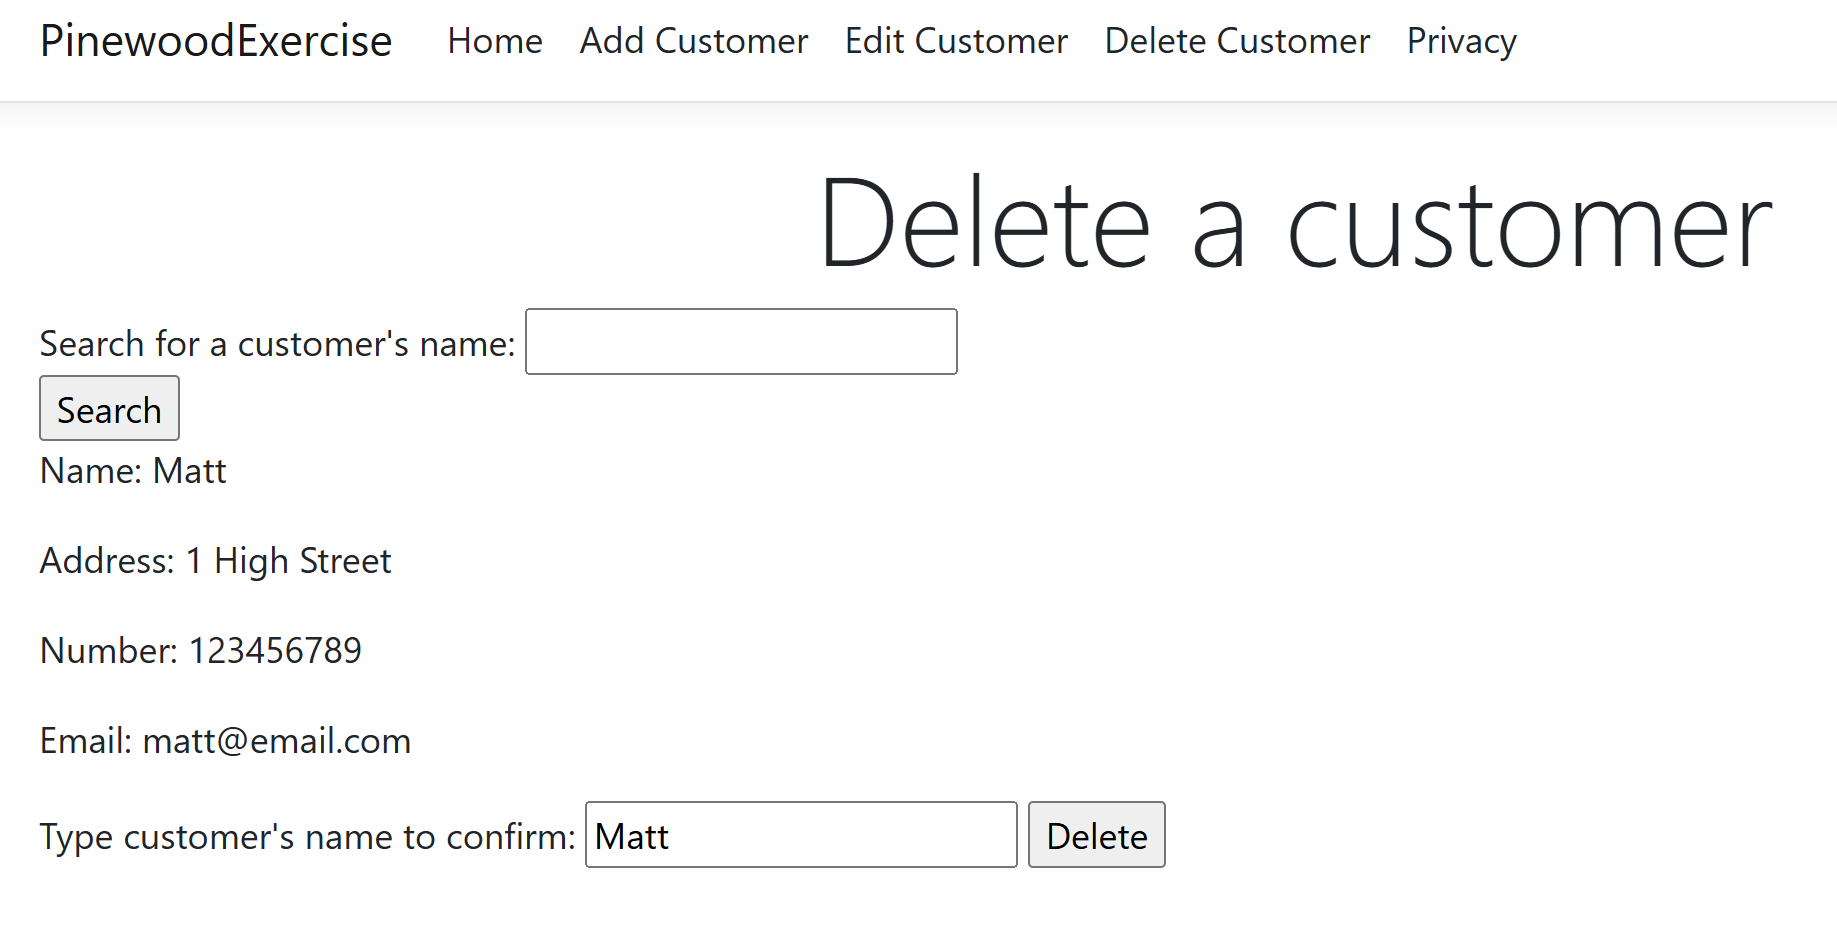 PinewoodExercise Home Add Customer Edit Customer Delete Customer Privacy
Delete a customer
Search for a customer's name:
Search
Name: Matt
Address: 1 High Street
Number: 123456789
Email: matt@email.com
Type customer's name to confirm: Matt Delete